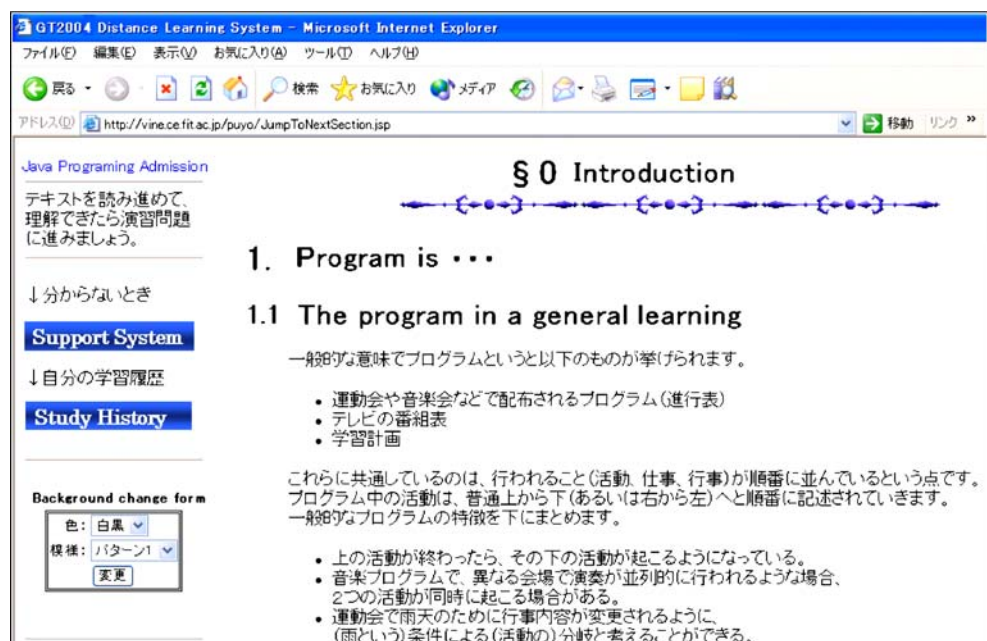 GT2004 Distance Learning System - Microsoft Internet Explorer
ファイル(F) 編集(E) 表示(V) お気に入り(A) ツール(T) ヘルプ(H)
戻る 検索 お気に入り メディア
アドレス(D) http://vine.ce.fit.ac.jp/puyo/JumpToNextSection.jsp 移動 リンク »
Java Programing Admission
テキストを読み進めて、
理解できたら演習問題
に進みましょう。
↓分からないとき
Support System
↓自分の学習履歴
Study History
Background change form
色: 白黒
模様: パターン1
変更
§0 Introduction
1. Program is ・・・
1.1 The program in a general learning
一般的な意味でプログラムというと以下のものが挙げられます。
• 運動会や音楽会などで配布されるプログラム(進行表)
• テレビの番組表
• 学習計画
これらに共通しているのは、行われること(活動、仕事、行事)が順番に並んでいるという点です。
プログラム中の活動は、普通上から下(あるいは右から左)へと順番に記述されていきます。
一般的なプログラムの特徴を下にまとめます。
• 上の活動が終わったら、その下の活動が起こるようになっている。
• 音楽プログラムで、異なる会場で演奏が並列的に行われるような場合、
2つの活動が同時に起こる場合がある。
• 運動会で雨天のために行事内容が変更されるように、
(雨という)条件による(活動の)分岐と考えることができる。